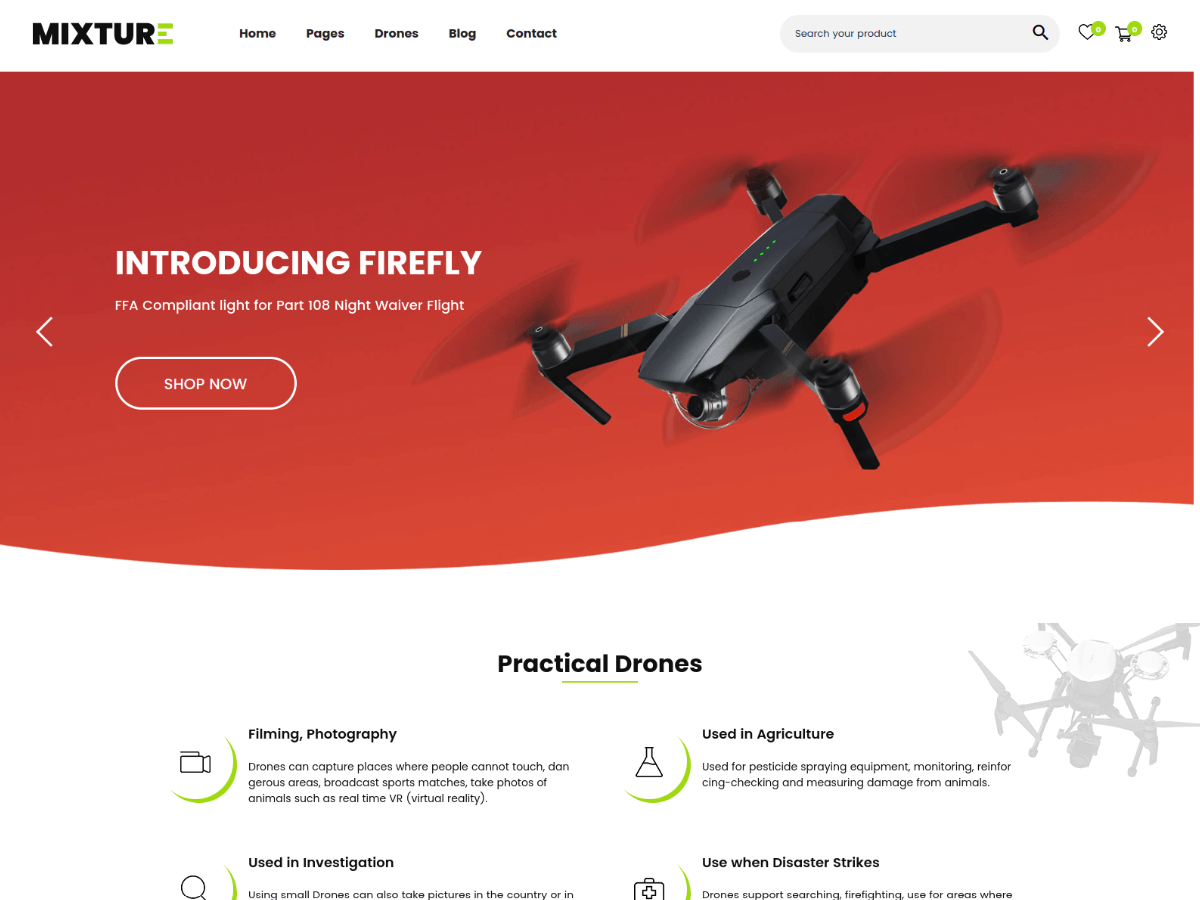 MIXTURE
Home
Pages
Drones
Blog
Contact
Search your product
0
0
INTRODUCING FIREFLY
FFA Compliant light for Part 108 Night Waiver Flight
SHOP NOW
Practical Drones
Filming, Photography
Drones can capture places where people cannot touch, dan
gerous areas, broadcast sports matches, take photos of
animals such as real time VR (virtual reality).
Used in Agriculture
Used for pesticide spraying equipment, monitoring, reinfor
cing-checking and measuring damage from animals.
Used in Investigation
Using small Drones can also take pictures in the country or in
Use when Disaster Strikes
Drones support searching, firefighting, use for areas where